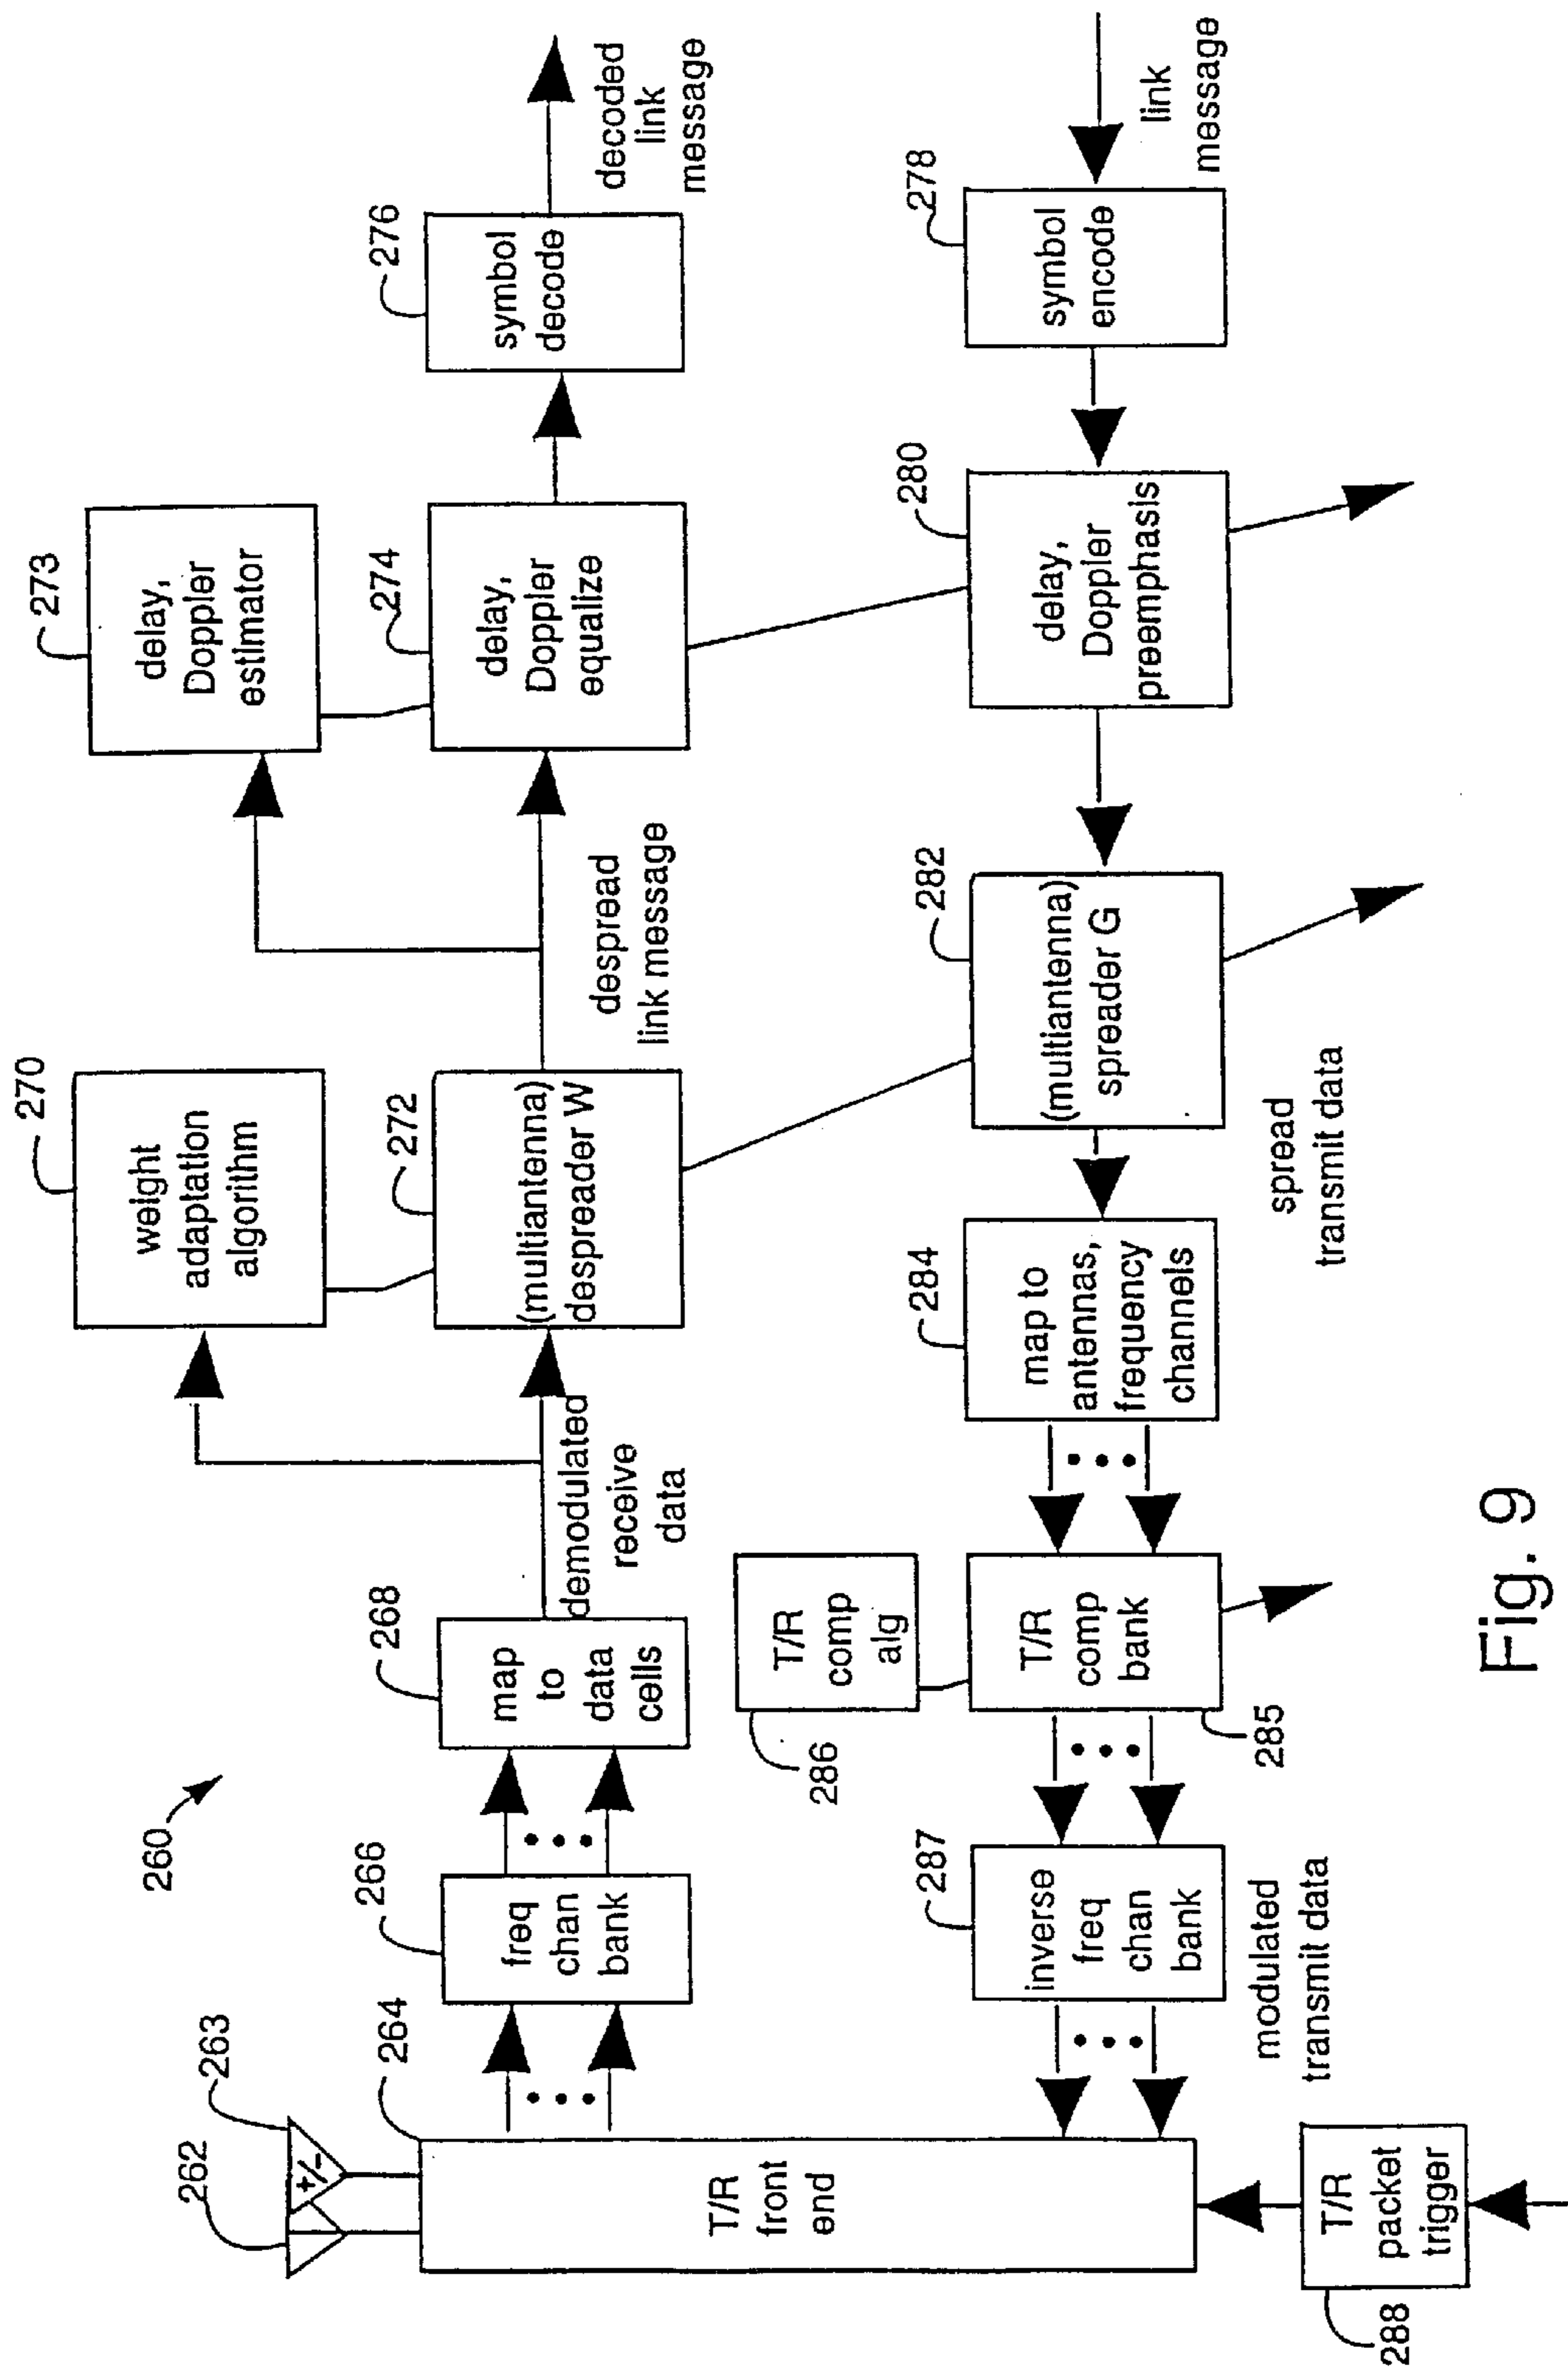 262
263
+/-
264
T/R
front
end
260
266
freq
chan
bank
268
map
to
data
cells
demodulated
receive
data
270
weight
adaptation
algorithm
272
(multiantenna)
despreader W
despread
link message
273
delay,
Doppler
estimator
274
delay,
Doppler
equalize
276
symbol
decode
decoded
link
message
link
message
278
symbol
encode
280
delay,
Doppler
preemphasis
282
(multiantenna)
spreader G
spread
transmit data
284
map to
antennas,
frequency
channels
286
T/R
comp
alg
285
T/R
comp
bank
287
inverse
freq
chan
bank
modulated
transmit data
288
T/R
packet
trigger
Fig. 9